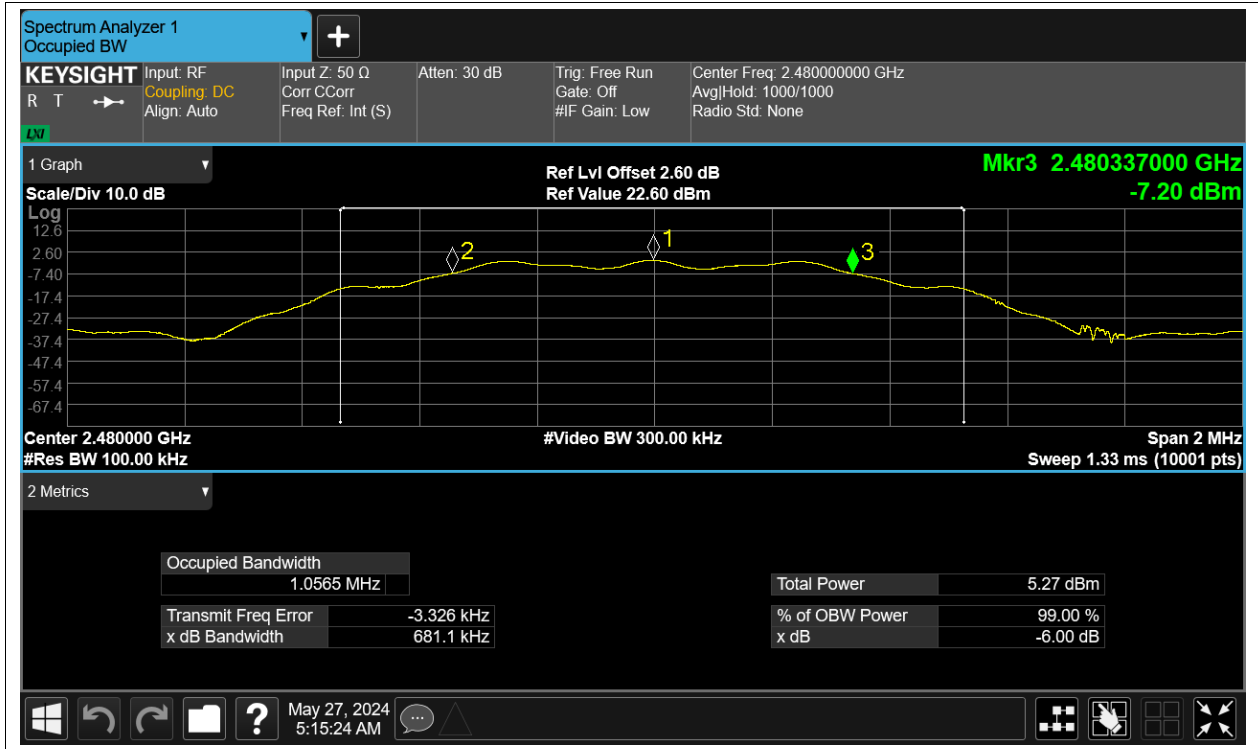 Spectrum Analyzer 1
Occupied BW
KEYSIGHT
R T
LXI
Input: RF
Coupling: DC
Align: Auto
Input Z: 50 Ω
Corr CCorr
Freq Ref: Int (S)
Atten: 30 dB
Trig: Free Run
Gate: Off
#IF Gain: Low
Center Freq: 2.480000000 GHz
Avg|Hold: 1000/1000
Radio Std: None
1 Graph
Scale/Div 10.0 dB
Ref Lvl Offset 2.60 dB
Ref Value 22.60 dBm
Mkr3 2.480337000 GHz
-7.20 dBm
Log
12.6
2.60
-7.40
-17.4
-27.4
-37.4
-47.4
-57.4
-67.4
2
1
3
Center 2.480000 GHz
#Res BW 100.00 kHz
#Video BW 300.00 kHz
Span 2 MHz
Sweep 1.33 ms (10001 pts)
2 Metrics
Occupied Bandwidth
1.0565 MHz
Transmit Freq Error -3.326 kHz
x dB Bandwidth 681.1 kHz
Total Power 5.27 dBm
% of OBW Power 99.00 %
x dB -6.00 dB
?
May 27, 2024
5:15:24 AM